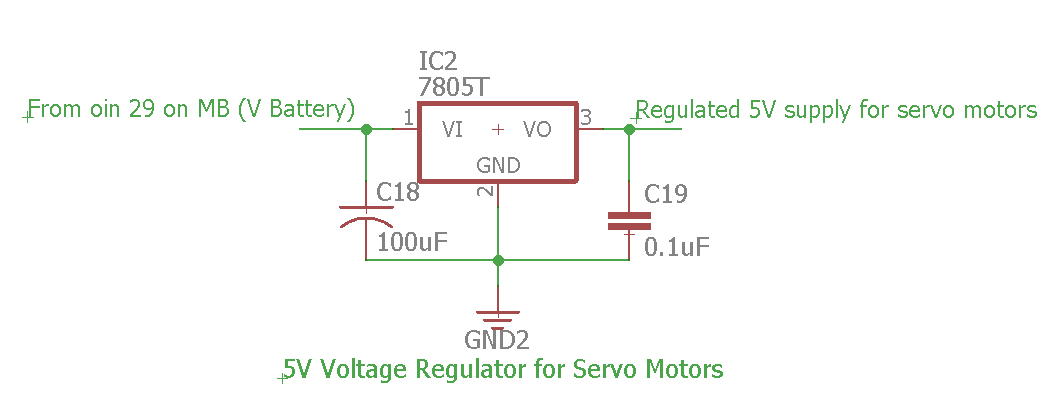 IC2
7805T
From oin 29 on MB (V Battery)
Regulated 5V supply for servo motors
1
3
VI
VO
GND
2
C18
100uF
C19
0.1uF
GND2
5V Voltage Regulator for Servo Motors